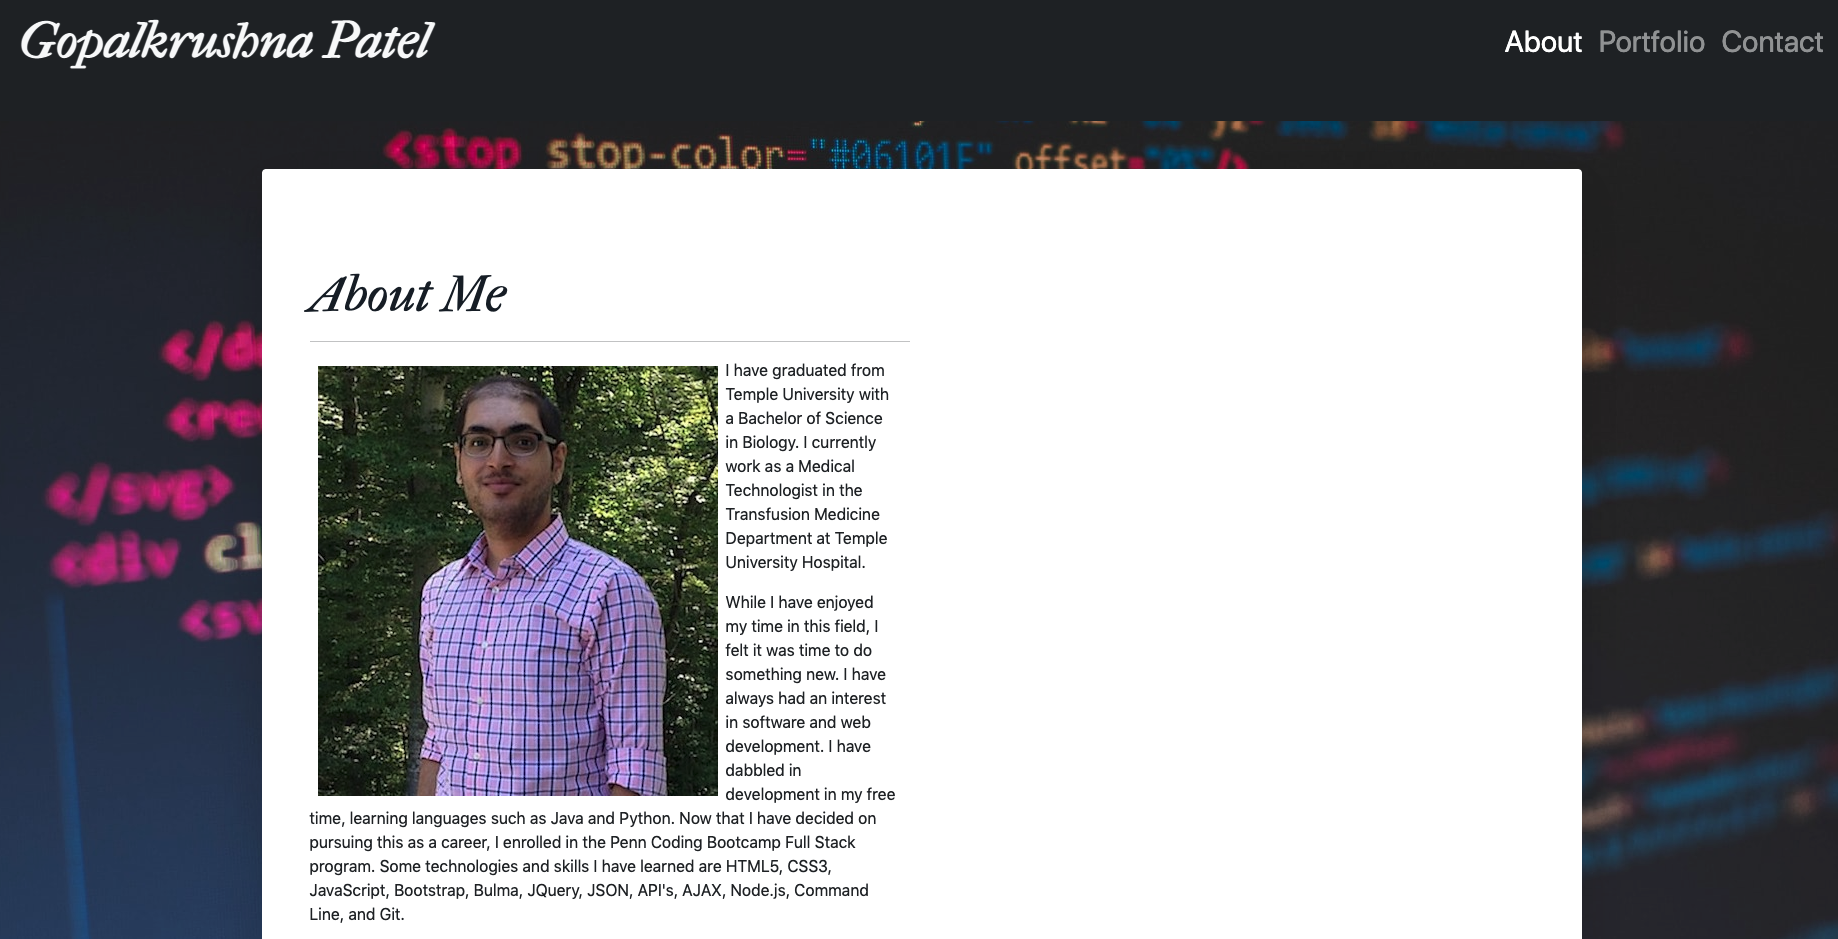 Gopalkrushna Patel
About Portfolio Contact
<stop stop-color="#06101F" offset="0%"/>
About Me
I have graduated from
Temple University with
a Bachelor of Science
in Biology. I currently
work as a Medical
Technologist in the
Transfusion Medicine
Department at Temple
University Hospital.
While I have enjoyed
my time in this field, I
felt it was time to do
something new. I have
always had an interest
in software and web
development. I have
dabbled in
development in my free
time, learning languages such as Java and Python. Now that I have decided on
pursuing this as a career, I enrolled in the Penn Coding Bootcamp Full Stack
program. Some technologies and skills I have learned are HTML5, CSS3,
JavaScript, Bootstrap, Bulma, JQuery, JSON, API's, AJAX, Node.js, Command
Line, and Git.
</svg>
<div